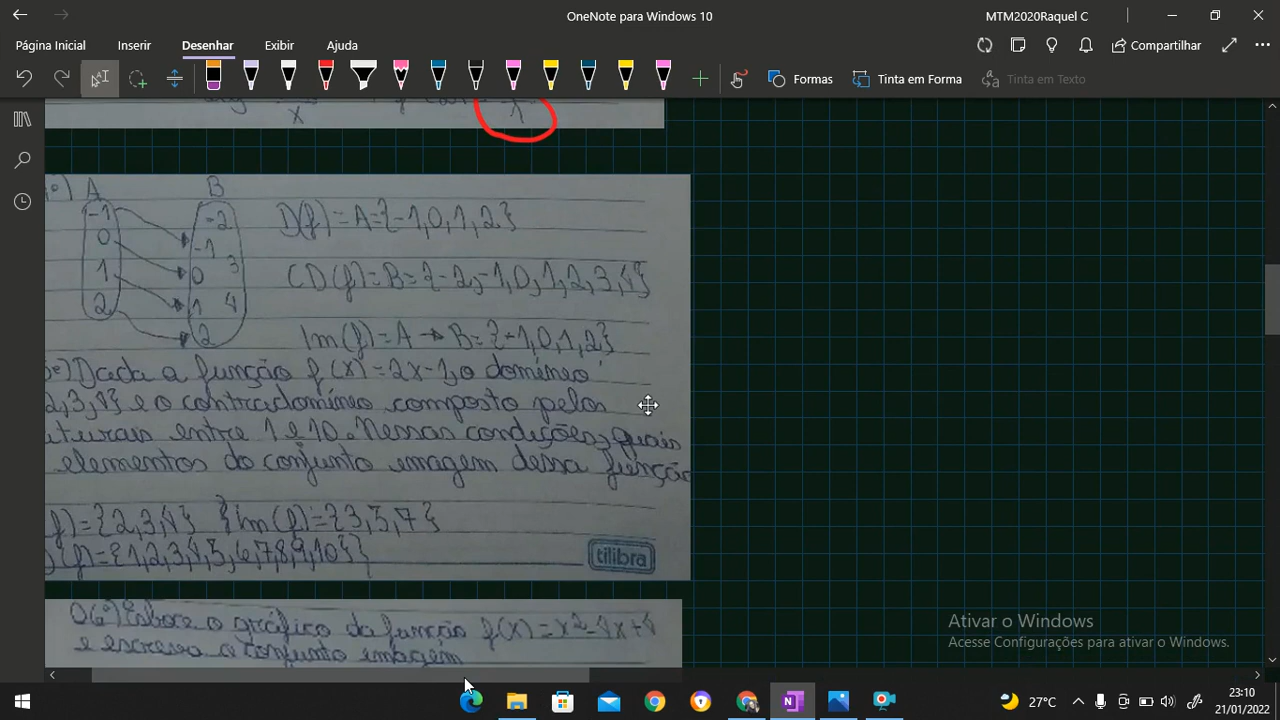 OneNote para Windows 10
MTM2020Raquel C
Página Inicial Inserir Desenhar Exibir Ajuda
Compartilhar
Formas Tinta em Forma Tinta em Texto
x x
A B
-1 -2
0 -1
1 0 3
2 1 4
2
D(f)=A={-1,0,1,2}
CD(f)=B={-2,-1,0,1,2,3,4}
Im(f)=A→B={-1,0,1,2}
Dada a função f(x)=2x-1, o domíneo
2,3,4} e o contradomíneo composto pelos
turais entre 1 e 10. Nessas condições, quais
elementos do conjunto imagem dessa função
f)={2,3,4} }Im(f)={3,5,7}
(f)={1,2,3,4,5,6,7,8,9,10}}
tilibra
06°) Esboce o gráfico da função f(x)=x²-4x+4
e escreva o conjunto imagem
Ativar o Windows
Acesse Configurações para ativar o Windows.
27°C
23:10
21/01/2022